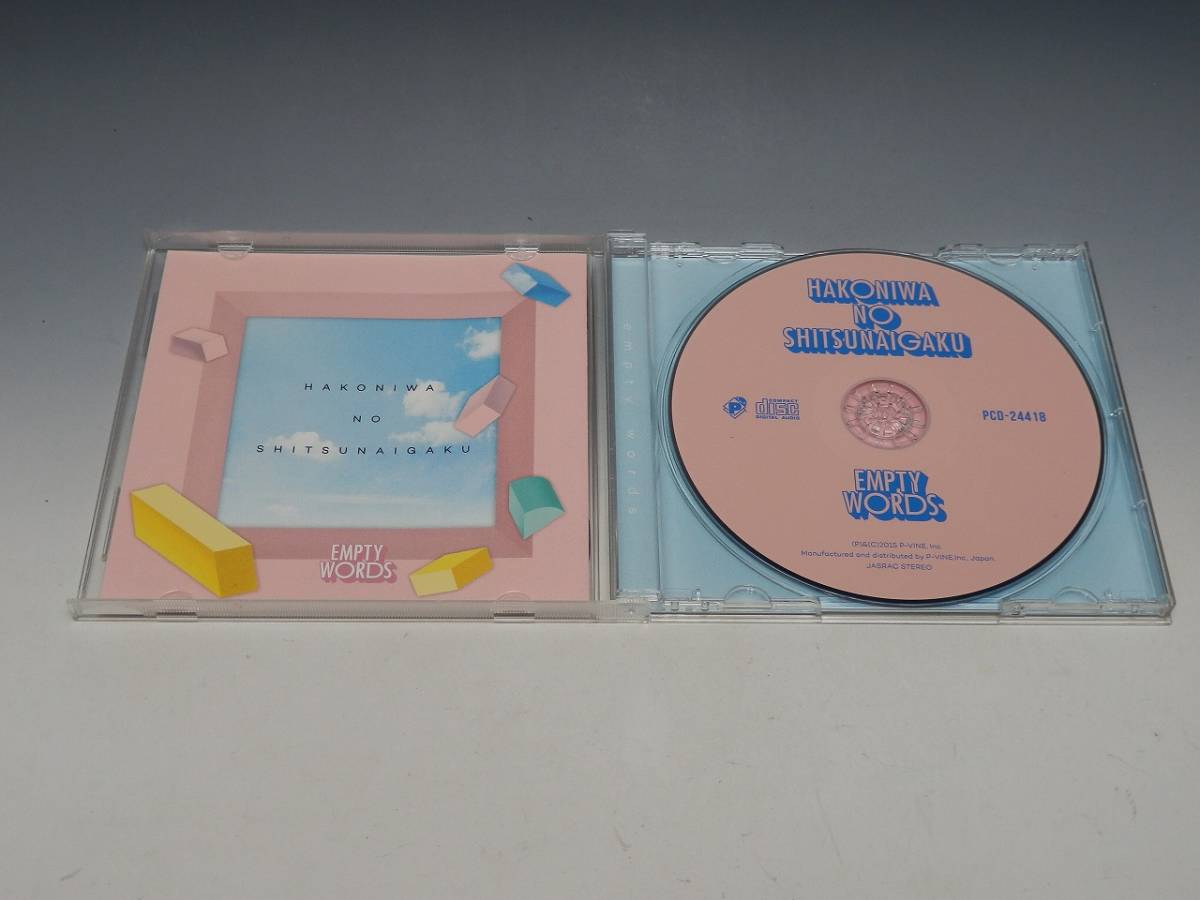 HAKONIWA
NO
SHITSUNAIGAKU
EMPTY
WORDS
empty words
HAKONIWA
NO
SHITSUNAIGAKU
P
COMPACT
disc
DIGITAL AUDIO
PCD-24418
EMPTY
WORDS
(P)&(C)2015 P-VINE, Inc.
Manufactured and distributed by P-VINE,Inc., Japan.
JASRAC STEREO